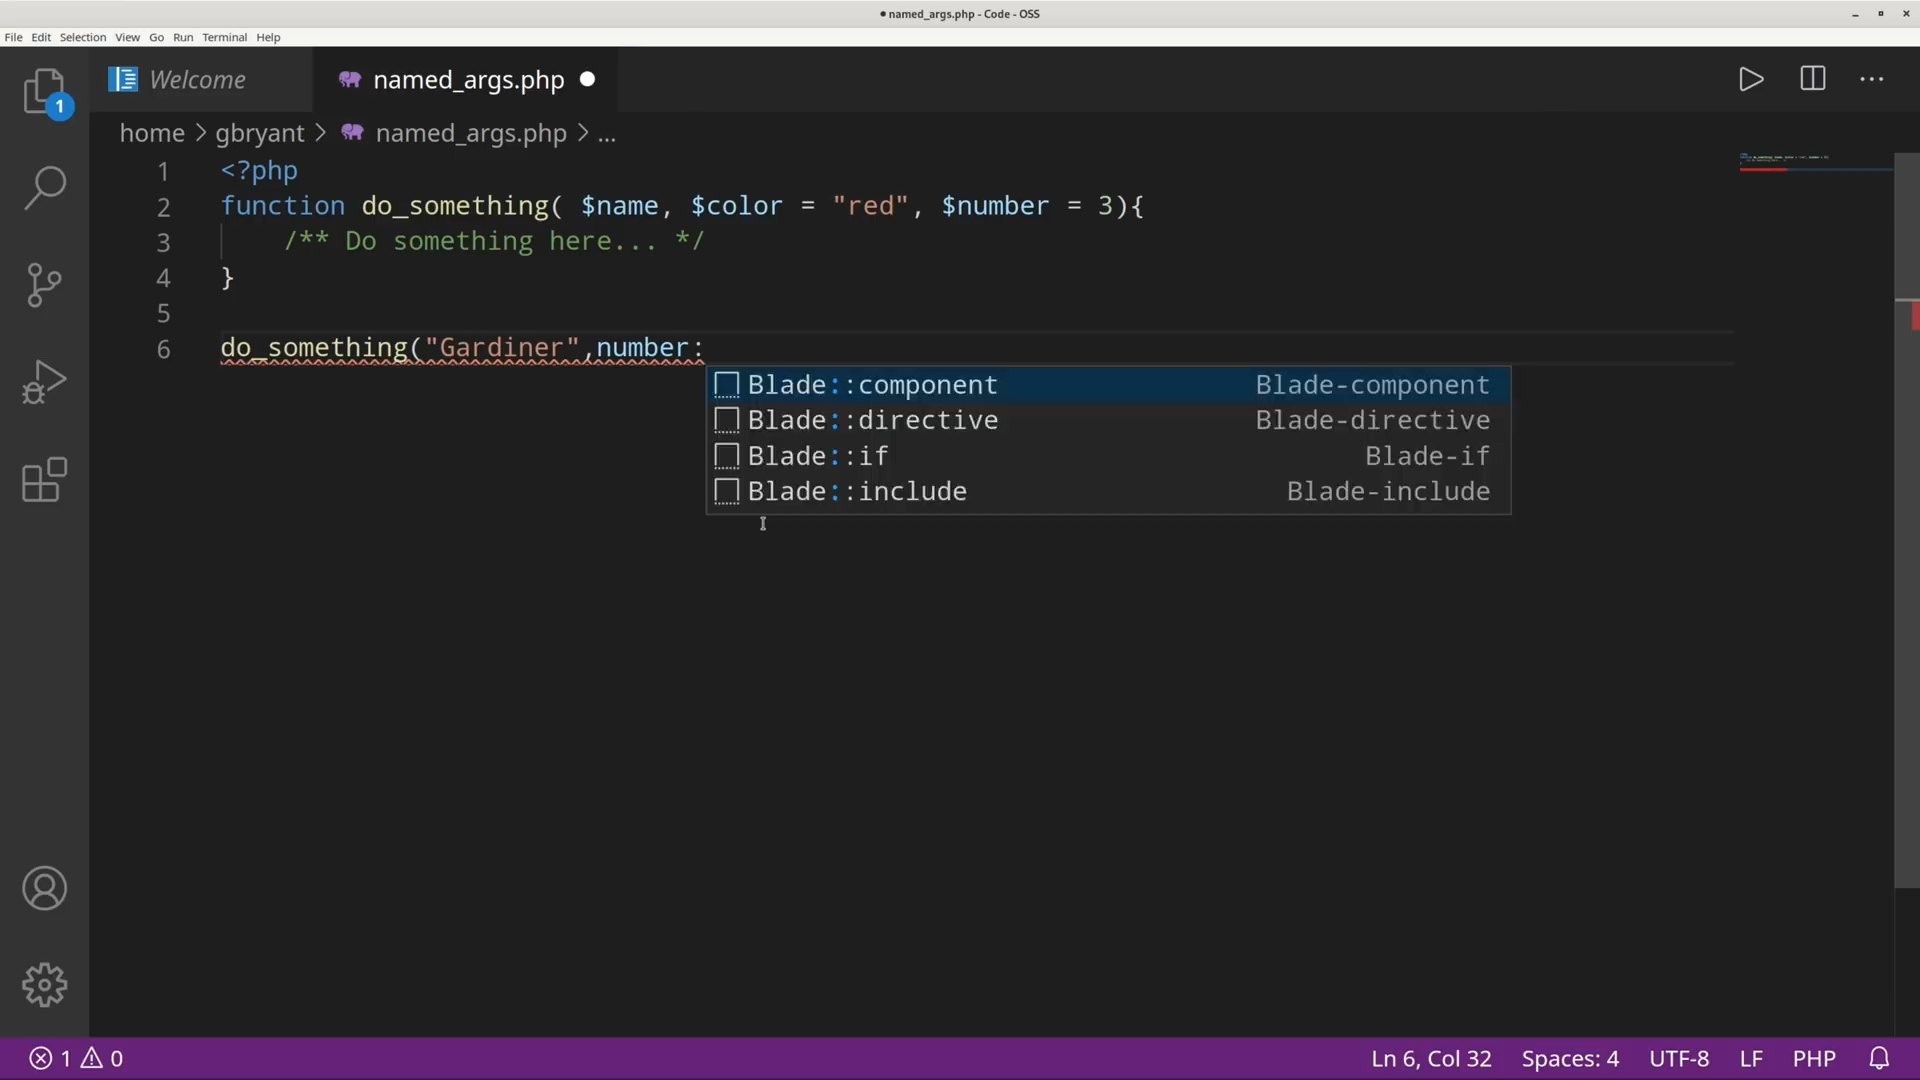 named_args.php - Code - OSS
File Edit Selection View Go Run Terminal Help
1
Welcome
named_args.php
home > gbryant > named_args.php > ...
1 <?php
2 function do_something( $name, $color = "red", $number = 3){
3 /** Do something here... */
4 }
5
6 do_something("Gardiner",number:
Blade::component Blade-component
Blade::directive Blade-directive
Blade::if Blade-if
Blade::include Blade-include
1 0 Ln 6, Col 32 Spaces: 4 UTF-8 LF PHP